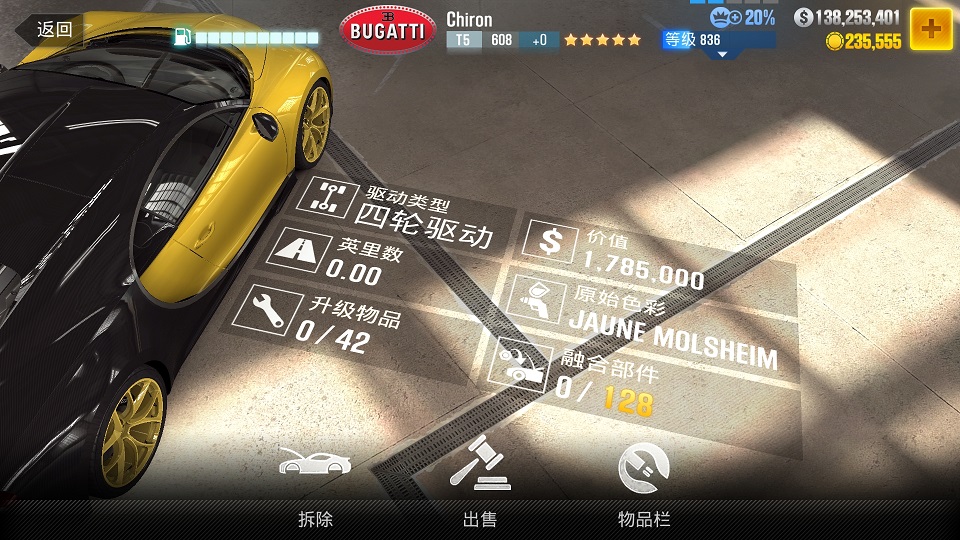 返回
EB
BUGATTI
Chiron
T5 608 +0
20%
等级 836
138,253,401
235,555
驱动类型
四轮驱动
英里数
0.00
升级物品
0/42
价值
1,785,000
原始色彩
JAUNE MOLSHEIM
融合部件
0/128
拆除
出售
物品栏